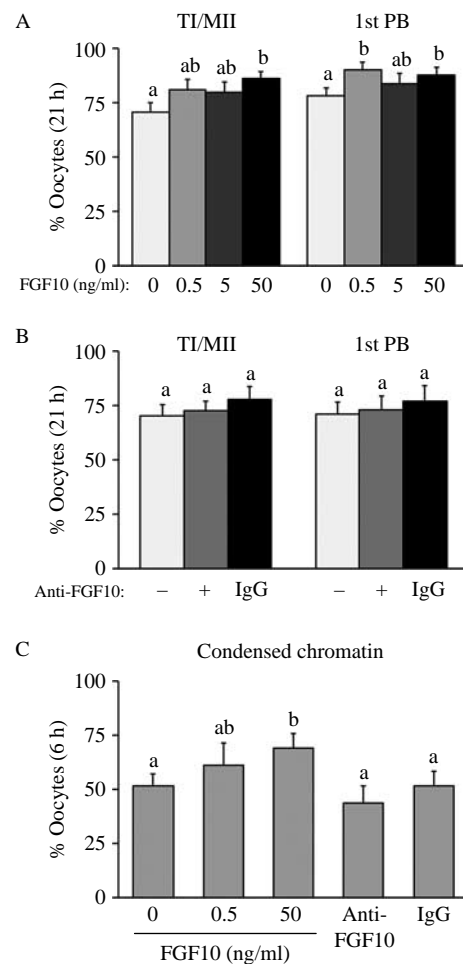 A
TI/MII 1st PB
100
75
50
25
0
% Oocytes (21 h)
a ab ab b a b ab b
FGF10 (ng/ml): 0 0.5 5 50 0 0.5 5 50
B
TI/MII 1st PB
100
75
50
25
0
% Oocytes (21 h)
a a a a a a
Anti-FGF10: – + IgG – + IgG
C
Condensed chromatin
100
75
50
25
0
% Oocytes (6 h)
a ab b a a
0 0.5 50 Anti- IgG
FGF10 (ng/ml) FGF10